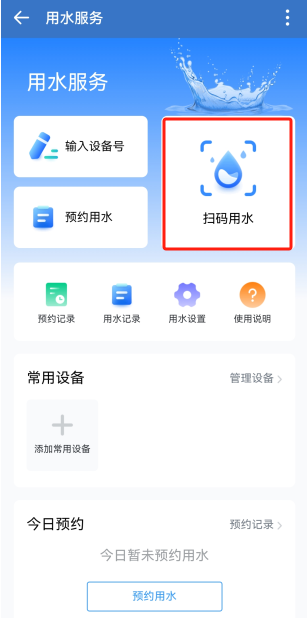 用水服务
用水服务
输入设备号
预约用水
扫码用水
预约记录
用水记录
用水设置
使用说明
常用设备
管理设备
添加常用设备
今日预约
预约记录
今日暂未预约用水
预约用水